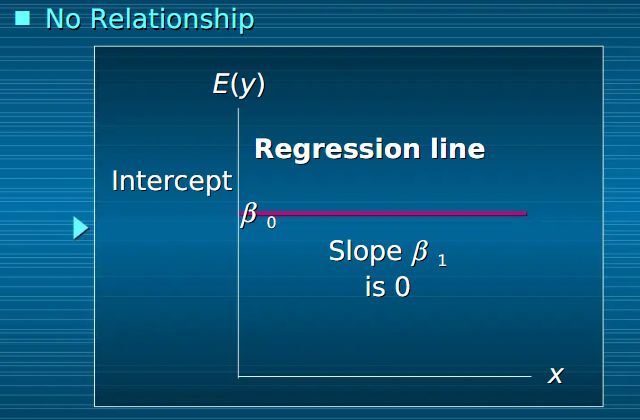 No Relationship
E(y)
Regression line
Intercept
β 0
Slope β 1
is 0
x